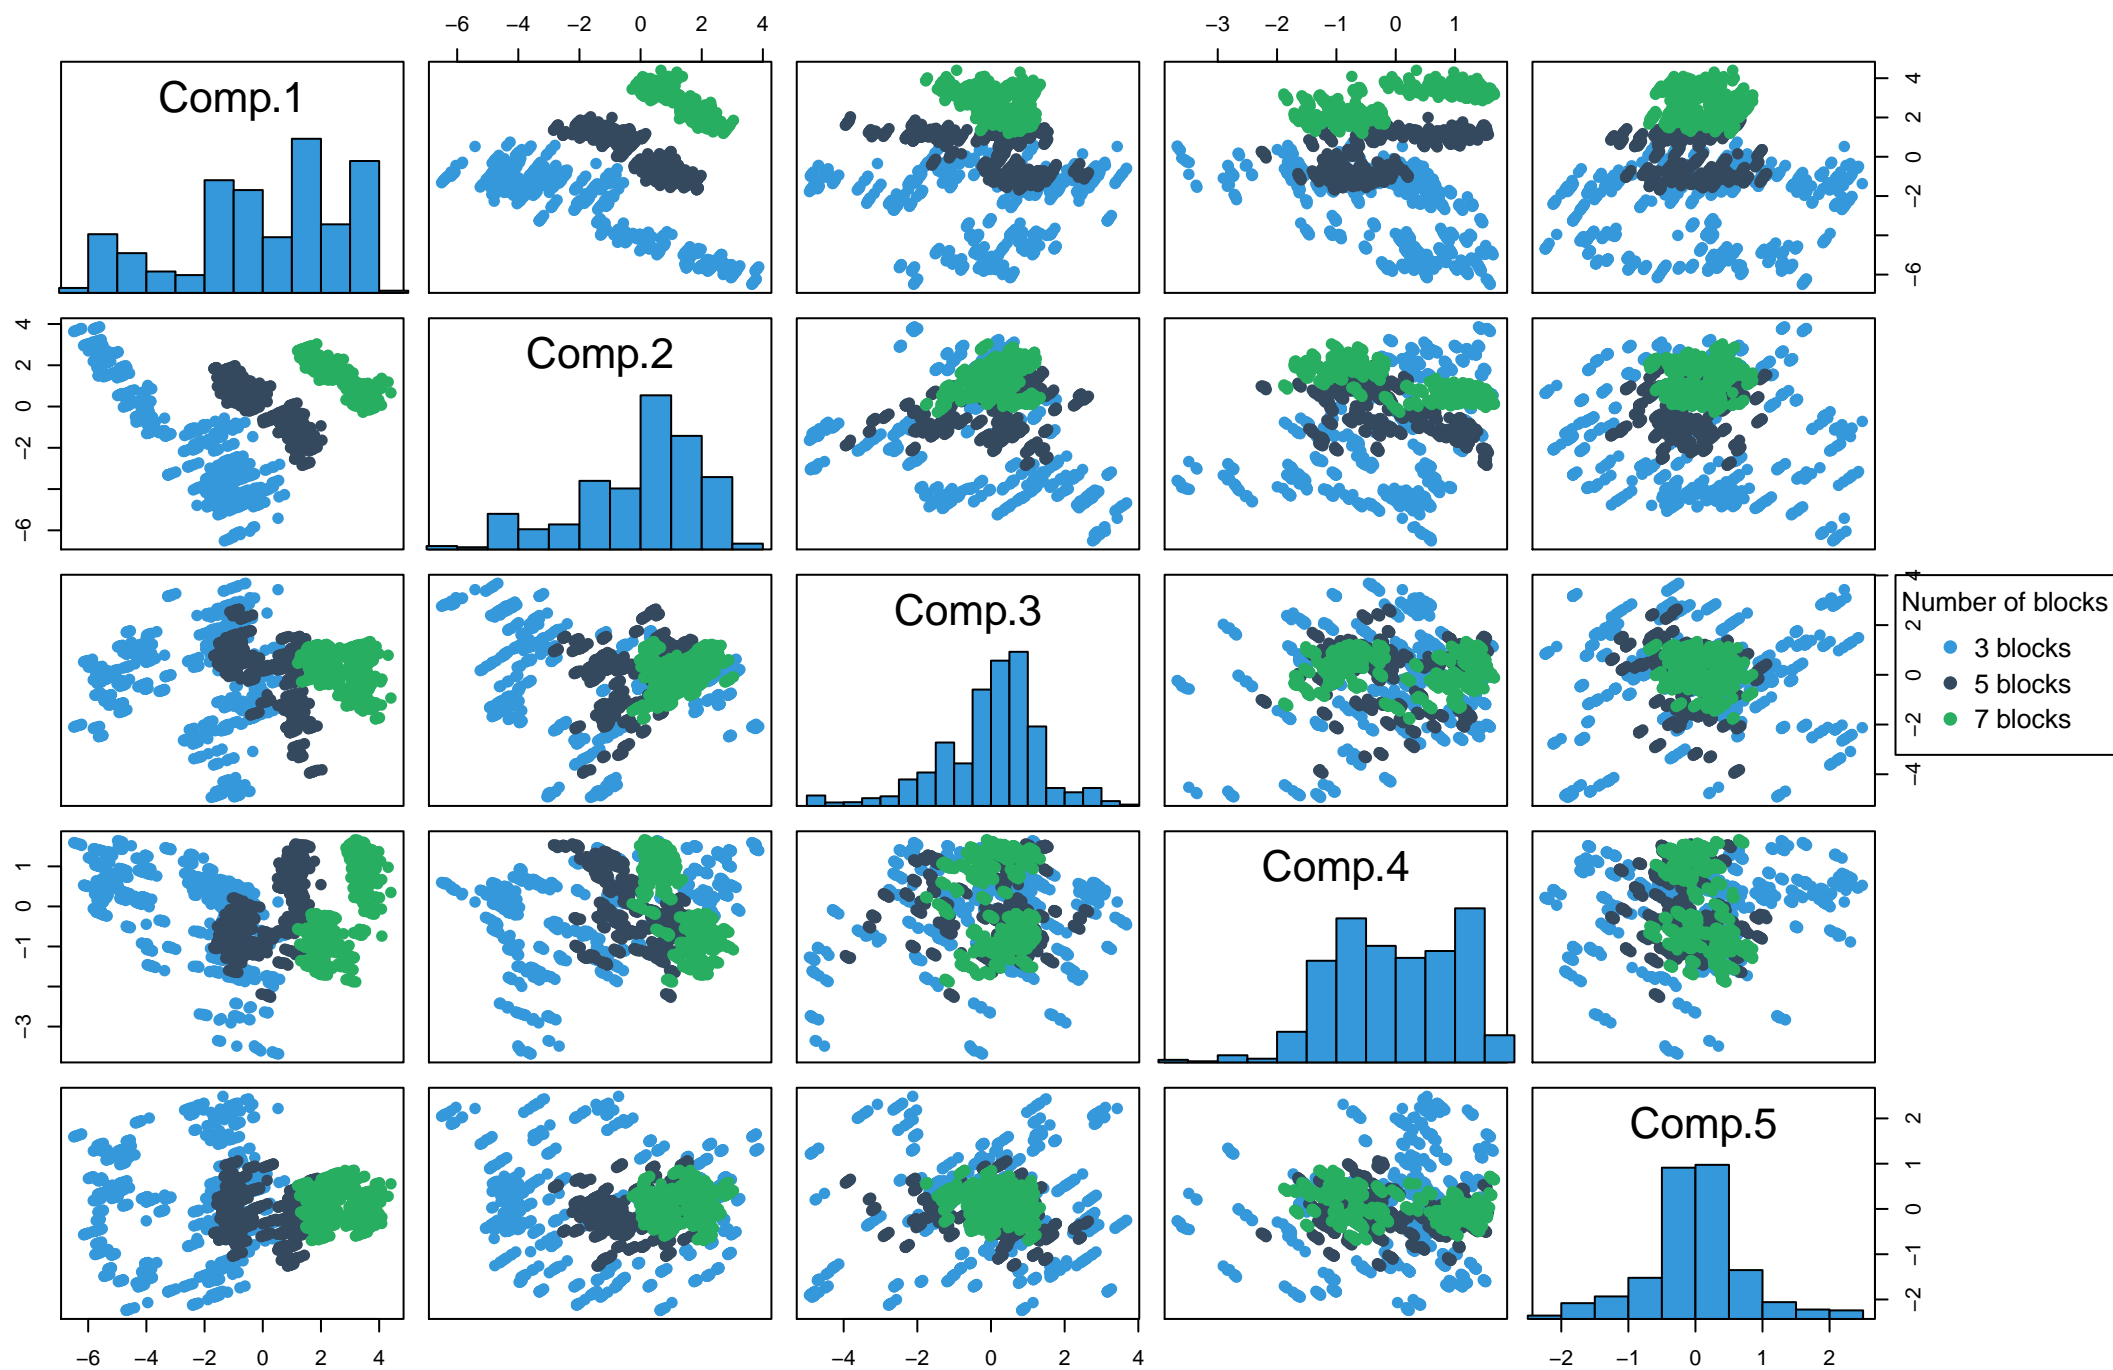 −6 −4 −2 0 2 4
−3 −2 −1 0 1
Comp.1
−6 −2 0 2 4
Comp.2
−6 −2 0 2 4
Comp.3
−4 −2 0 2 4
Number of blocks
3 blocks
5 blocks
7 blocks
Comp.4
−3 −1 0 1
Comp.5
−2 −1 0 1 2
−6 −4 −2 0 2 4
−4 −2 0 2 4
−2 −1 0 1 2